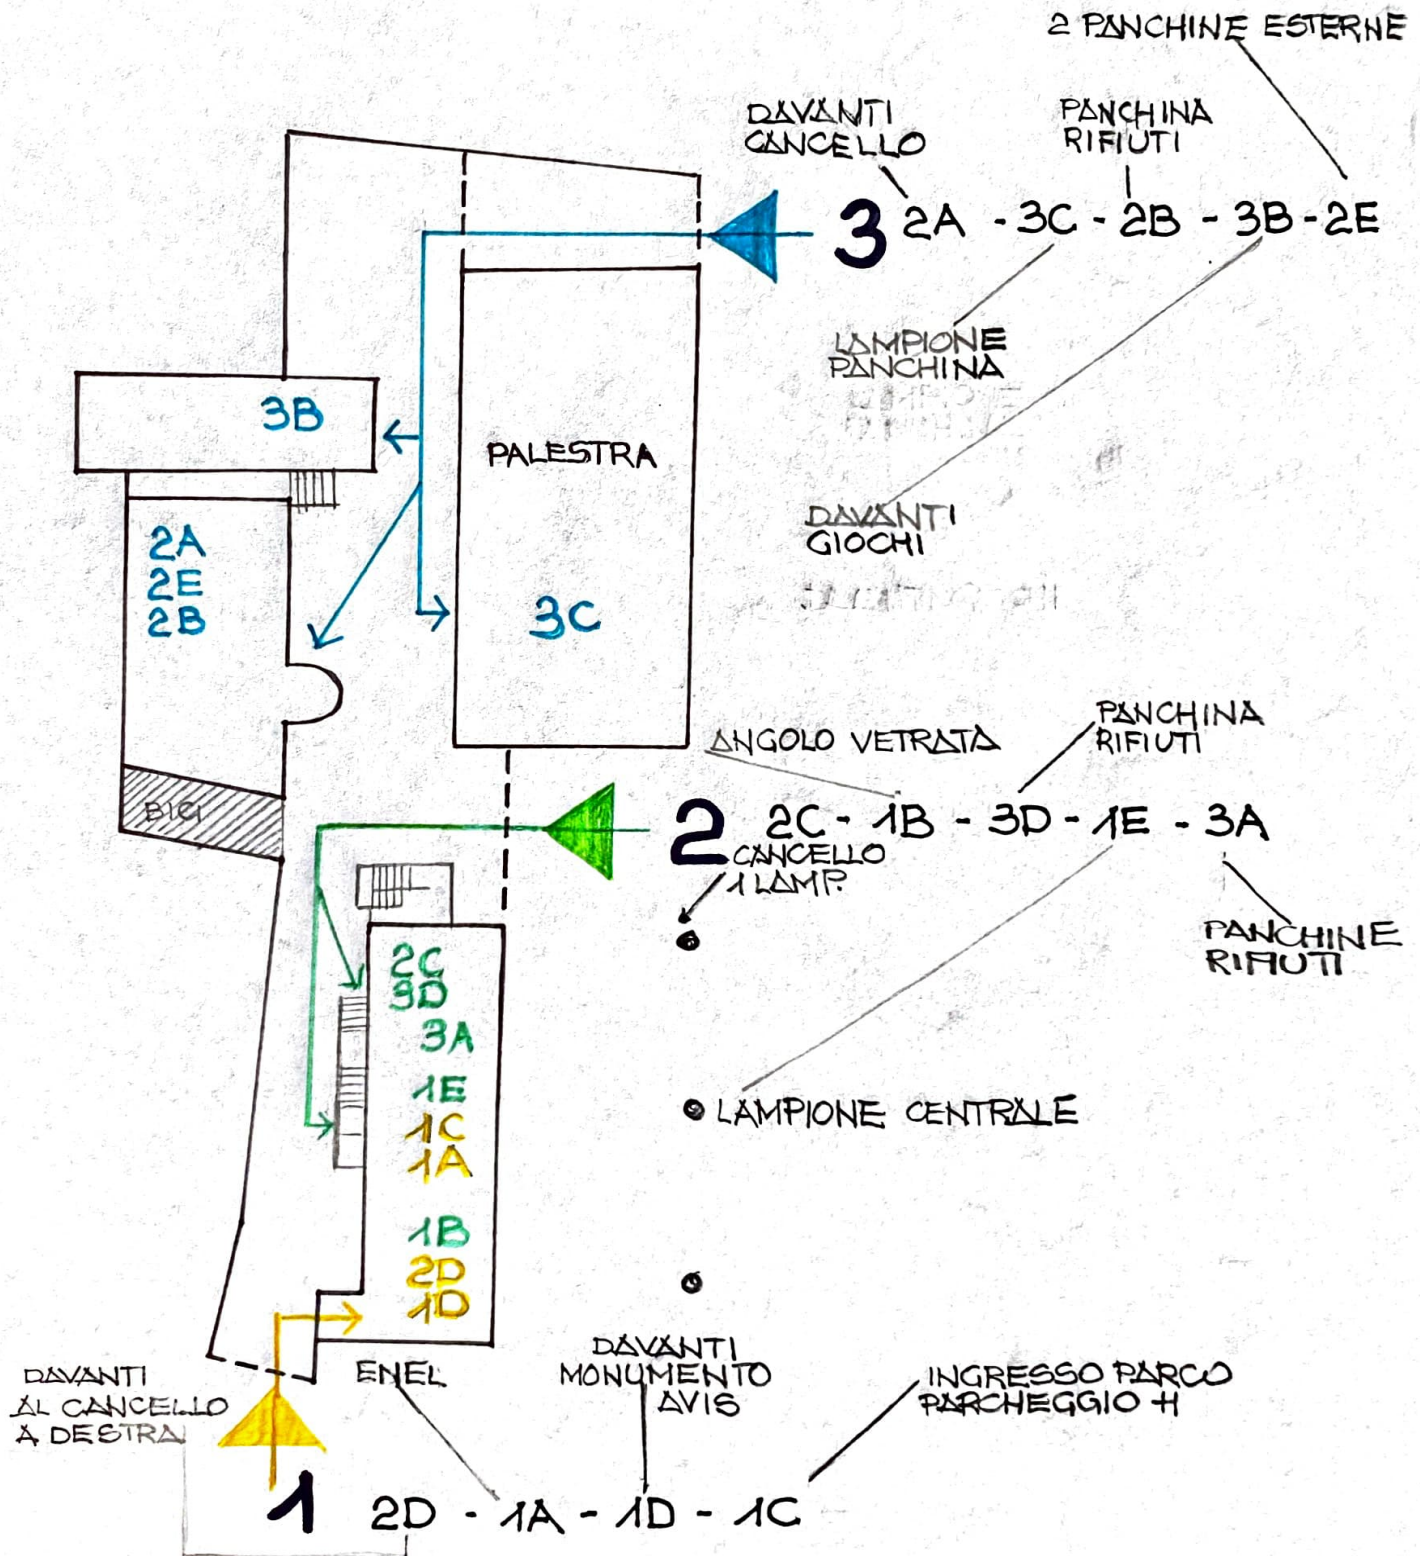 2 PANCHINE ESTERNE
DAVANTI
CANCELLO
PANCHINA
RIFIUTI
3 2A - 3C - 2B - 3B - 2E
LAMPIONE
PANCHINA
3B
PALESTRA
DAVANTI
GIOCHI
2A
2E
2B
3C
ANGOLO VETRATA
PANCHINA
RIFIUTI
BICI
2 2C - 1B - 3D - 1E - 3A
CANCELLO
1 LAMP.
PANCHINE
RIFIUTI
2C
3D
3A
1E
1C
1A
1B
2D
1D
LAMPIONE CENTRALE
DAVANTI
AL CANCELLO
A DESTRA
ENEL
DAVANTI
MONUMENTO
AVIS
INGRESSO PARCO
PARCHEGGIO H
1 2D - 1A - 1D - 1C